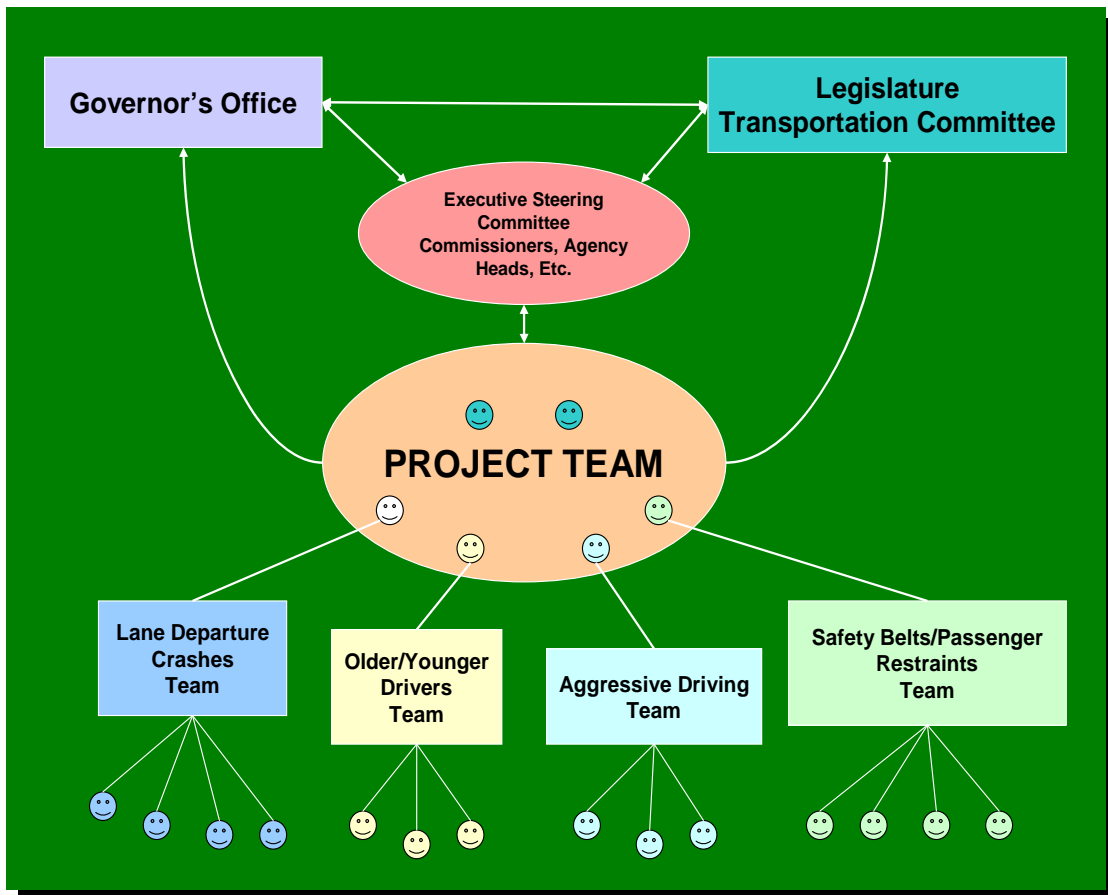 Governor's Office
Legislature
Transportation Committee
Executive Steering
Committee
Commissioners, Agency
Heads, Etc.
PROJECT TEAM
Lane Departure
Crashes
Team
Older/Younger
Drivers
Team
Aggressive Driving
Team
Safety Belts/Passenger
Restraints
Team